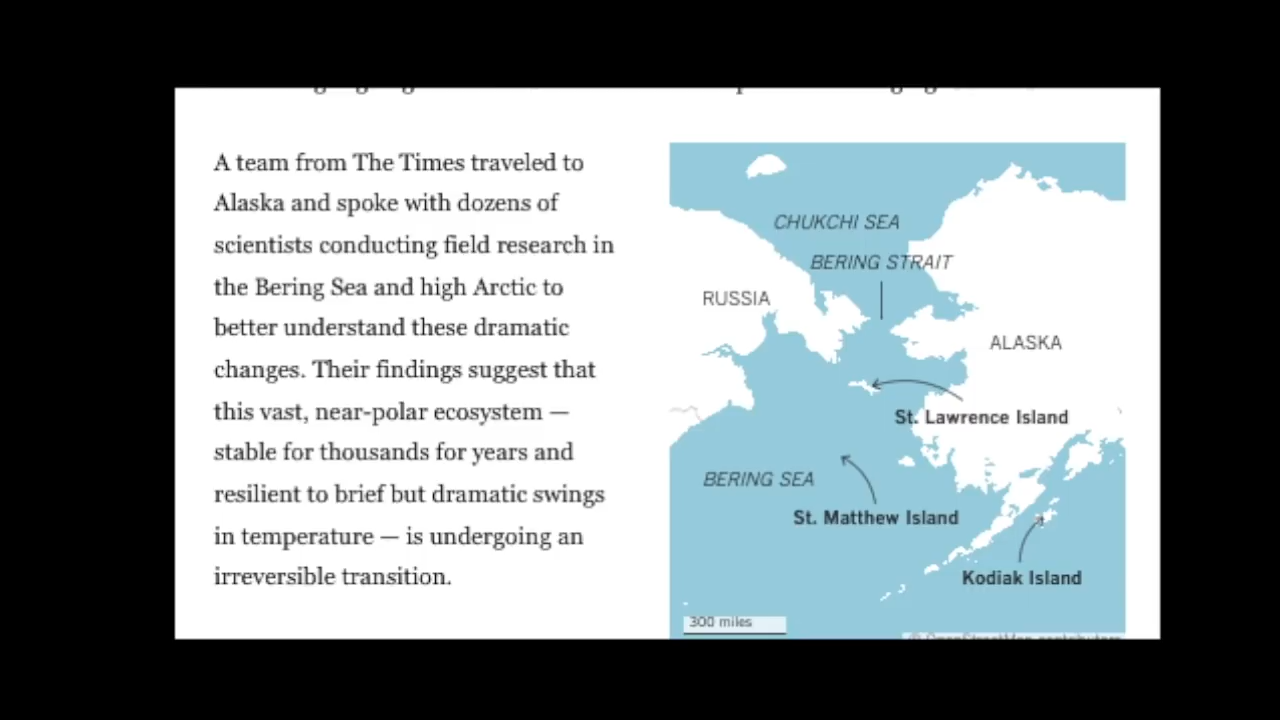 A team from The Times traveled to
Alaska and spoke with dozens of
scientists conducting field research in
the Bering Sea and high Arctic to
better understand these dramatic
changes. Their findings suggest that
this vast, near-polar ecosystem —
stable for thousands for years and
resilient to brief but dramatic swings
in temperature — is undergoing an
irreversible transition.
CHUKCHI SEA
BERING STRAIT
RUSSIA
ALASKA
St. Lawrence Island
BERING SEA
St. Matthew Island
Kodiak Island
300 miles
© OpenStreetMap contributors